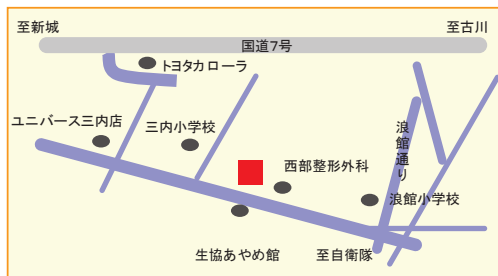 至新城
至古川
国道7号
トヨタカローラ
ユニバース三内店
三内小学校
浪館通り
西部整形外科
浪館小学校
生協あやめ館
至自衛隊